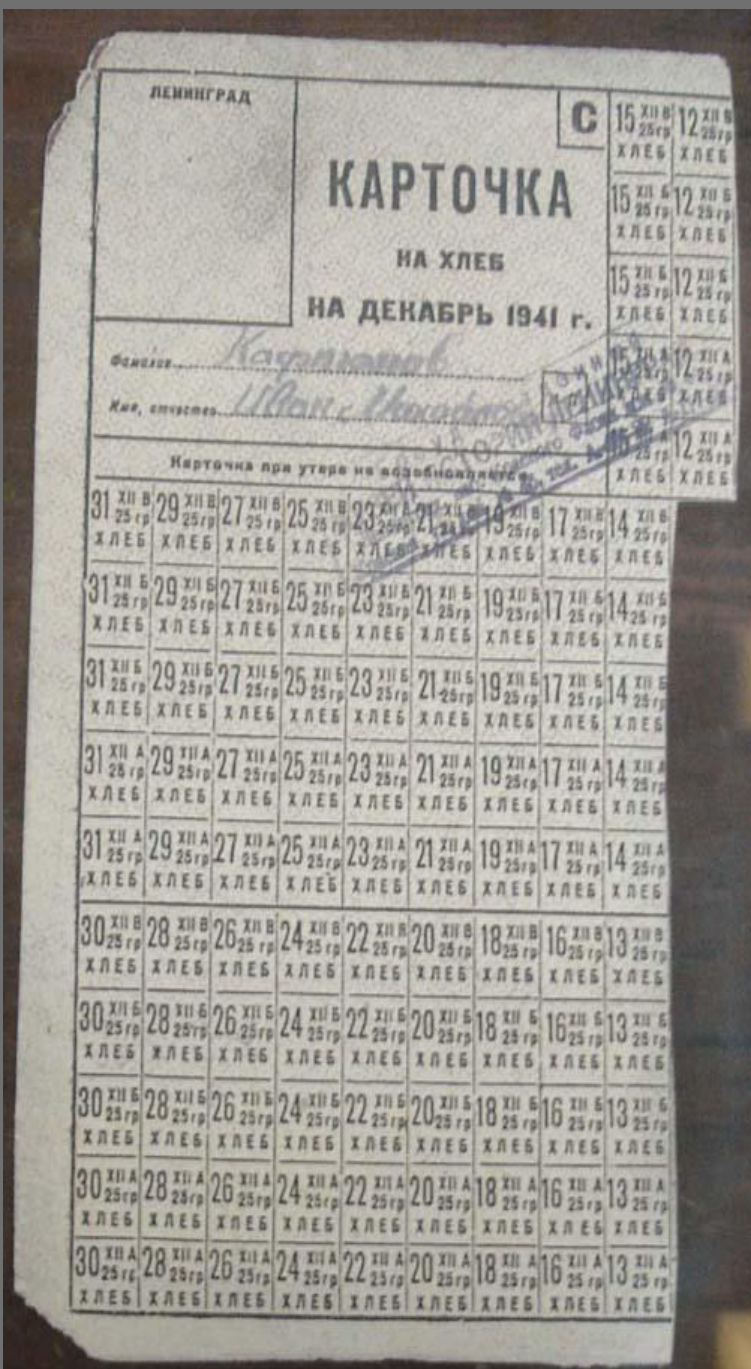 ЛЕНИНГРАД
С
КАРТОЧКА
НА ХЛЕБ
НА ДЕКАБРЬ 1941 г.
Фамилия
Имя, отчество Иван
ИСТОРИИ
Карточка при утере не возобновляется.
15 XII В 12 XII В
25 гр 25 гр
ХЛЕБ ХЛЕБ
15 XII Б 12 XII Б
25 гр 25 гр
ХЛЕБ ХЛЕБ
15 XII Б 12 XII Б
25 гр 25 гр
ХЛЕБ ХЛЕБ
12 XII А
25 гр
ХЛЕБ ХЛЕБ
12 XII А
25 гр
ХЛЕБ ХЛЕБ
31 XII В 29 XII В 27 XII В 25 XII В 23 XII В 21 XII В 19 XII В 17 XII В 14 XII В
25 гр 25 гр 25 гр 25 гр 25 гр 25 гр 25 гр 25 гр 25 гр
ХЛЕБ ХЛЕБ ХЛЕБ ХЛЕБ ХЛЕБ ХЛЕБ ХЛЕБ ХЛЕБ ХЛЕБ
31 XII Б 29 XII Б 27 XII Б 25 XII Б 23 XII Б 21 XII Б 19 XII Б 17 XII Б 14 XII Б
25 гр 25 гр 25 гр 25 гр 25 гр 25 гр 25 гр 25 гр 25 гр
ХЛЕБ ХЛЕБ ХЛЕБ ХЛЕБ ХЛЕБ ХЛЕБ ХЛЕБ ХЛЕБ ХЛЕБ
31 XII Б 29 XII Б 27 XII Б 25 XII Б 23 XII Б 21 XII Б 19 XII Б 17 XII Б 14 XII Б
25 гр 25 гр 25 гр 25 гр 25 гр 25 гр 25 гр 25 гр 25 гр
ХЛЕБ ХЛЕБ ХЛЕБ ХЛЕБ ХЛЕБ ХЛЕБ ХЛЕБ ХЛЕБ ХЛЕБ
31 XII А 29 XII А 27 XII А 25 XII А 23 XII А 21 XII А 19 XII А 17 XII А 14 XII А
25 гр 25 гр 25 гр 25 гр 25 гр 25 гр 25 гр 25 гр 25 гр
ХЛЕБ ХЛЕБ ХЛЕБ ХЛЕБ ХЛЕБ ХЛЕБ ХЛЕБ ХЛЕБ ХЛЕБ
31 XII А 29 XII А 27 XII А 25 XII А 23 XII А 21 XII А 19 XII А 17 XII А 14 XII А
25 гр 25 гр 25 гр 25 гр 25 гр 25 гр 25 гр 25 гр 25 гр
ХЛЕБ ХЛЕБ ХЛЕБ ХЛЕБ ХЛЕБ ХЛЕБ ХЛЕБ ХЛЕБ ХЛЕБ
30 XII В 28 XII В 26 XII В 24 XII В 22 XII В 20 XII В 18 XII В 16 XII В 13 XII В
25 гр 25 гр 25 гр 25 гр 25 гр 25 гр 25 гр 25 гр 25 гр
ХЛЕБ ХЛЕБ ХЛЕБ ХЛЕБ ХЛЕБ ХЛЕБ ХЛЕБ ХЛЕБ ХЛЕБ
30 XII Б 28 XII Б 26 XII Б 24 XII Б 22 XII Б 20 XII Б 18 XII Б 16 XII Б 13 XII Б
25 гр 25 гр 25 гр 25 гр 25 гр 25 гр 25 гр 25 гр 25 гр
ХЛЕБ ХЛЕБ ХЛЕБ ХЛЕБ ХЛЕБ ХЛЕБ ХЛЕБ ХЛЕБ ХЛЕБ
30 XII Б 28 XII Б 26 XII Б 24 XII Б 22 XII Б 20 XII Б 18 XII Б 16 XII Б 13 XII Б
25 гр 25 гр 25 гр 25 гр 25 гр 25 гр 25 гр 25 гр 25 гр
ХЛЕБ ХЛЕБ ХЛЕБ ХЛЕБ ХЛЕБ ХЛЕБ ХЛЕБ ХЛЕБ ХЛЕБ
30 XII А 28 XII А 26 XII А 24 XII А 22 XII А 20 XII А 18 XII А 16 XII А 13 XII А
25 гр 25 гр 25 гр 25 гр 25 гр 25 гр 25 гр 25 гр 25 гр
ХЛЕБ ХЛЕБ ХЛЕБ ХЛЕБ ХЛЕБ ХЛЕБ ХЛЕБ ХЛЕБ ХЛЕБ
30 XII А 28 XII А 26 XII А 24 XII А 22 XII А 20 XII А 18 XII А 16 XII А 13 XII А
25 гр 25 гр 25 гр 25 гр 25 гр 25 гр 25 гр 25 гр 25 гр
ХЛЕБ ХЛЕБ ХЛЕБ ХЛЕБ ХЛЕБ ХЛЕБ ХЛЕБ ХЛЕБ ХЛЕБ